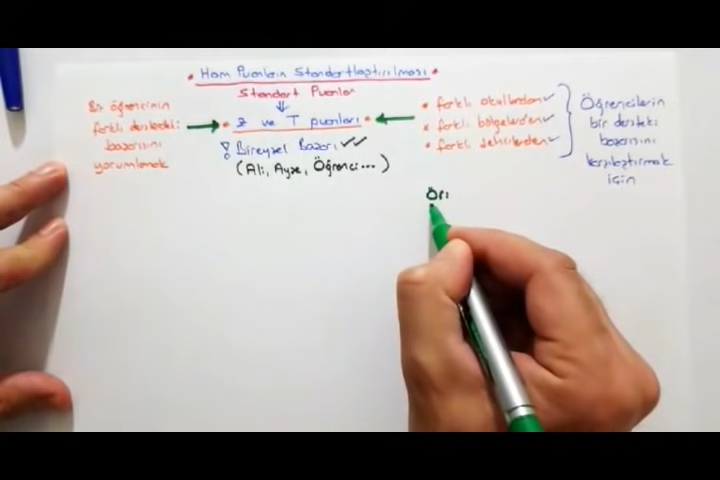 • Ham Puanların Standartlaştırılması •
Standart Puanlar
• Z ve T puanları •
! Bireysel Başarı ✓✓
(Ali, Ayşe, Öğrenci...)
Bir öğrencinin
farklı derslerdeki
başarısını
yorumlamak
• farklı okullardan ✓
• farklı bölgelerden ✓
• farklı şehirlerden ✓
Öğrencilerin
bir dersteki
başarısını
karşılaştırmak
için